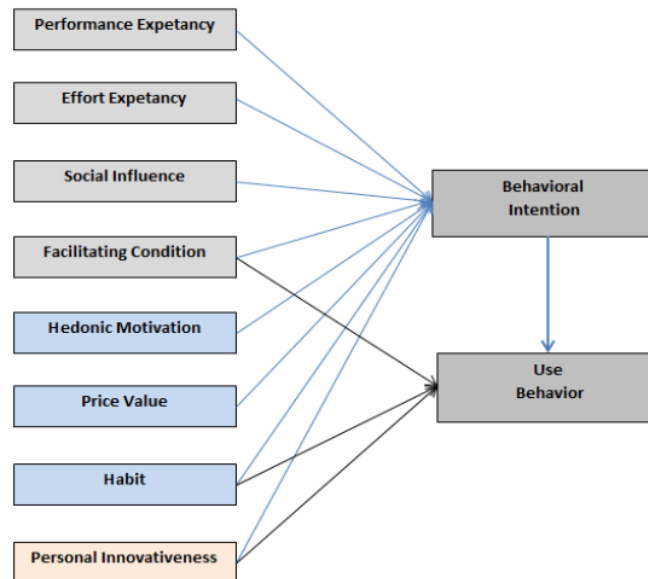 Performance Expetancy
Effort Expetancy
Social Influence
Behavioral
Intention
Facilitating Condition
Hedonic Motivation
Use
Behavior
Price Value
Habit
Personal Innovativeness